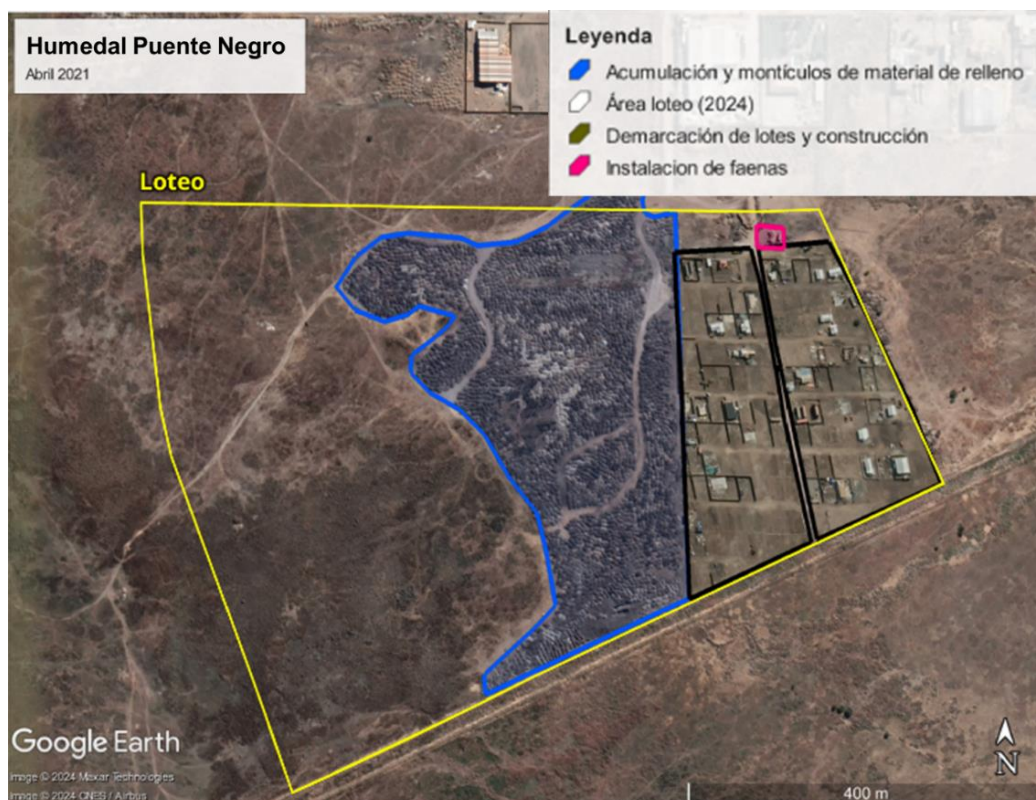 Humedal Puente Negro
Abril 2021
Leyenda
Acumulación y montículos de material de relleno
Área loteo (2024)
Demarcación de lotes y construcción
Instalacion de faenas
Loteo
Google Earth
Image © 2024 Maxar Technologies
Image © 2024 CNES / Airbus
N
400 m